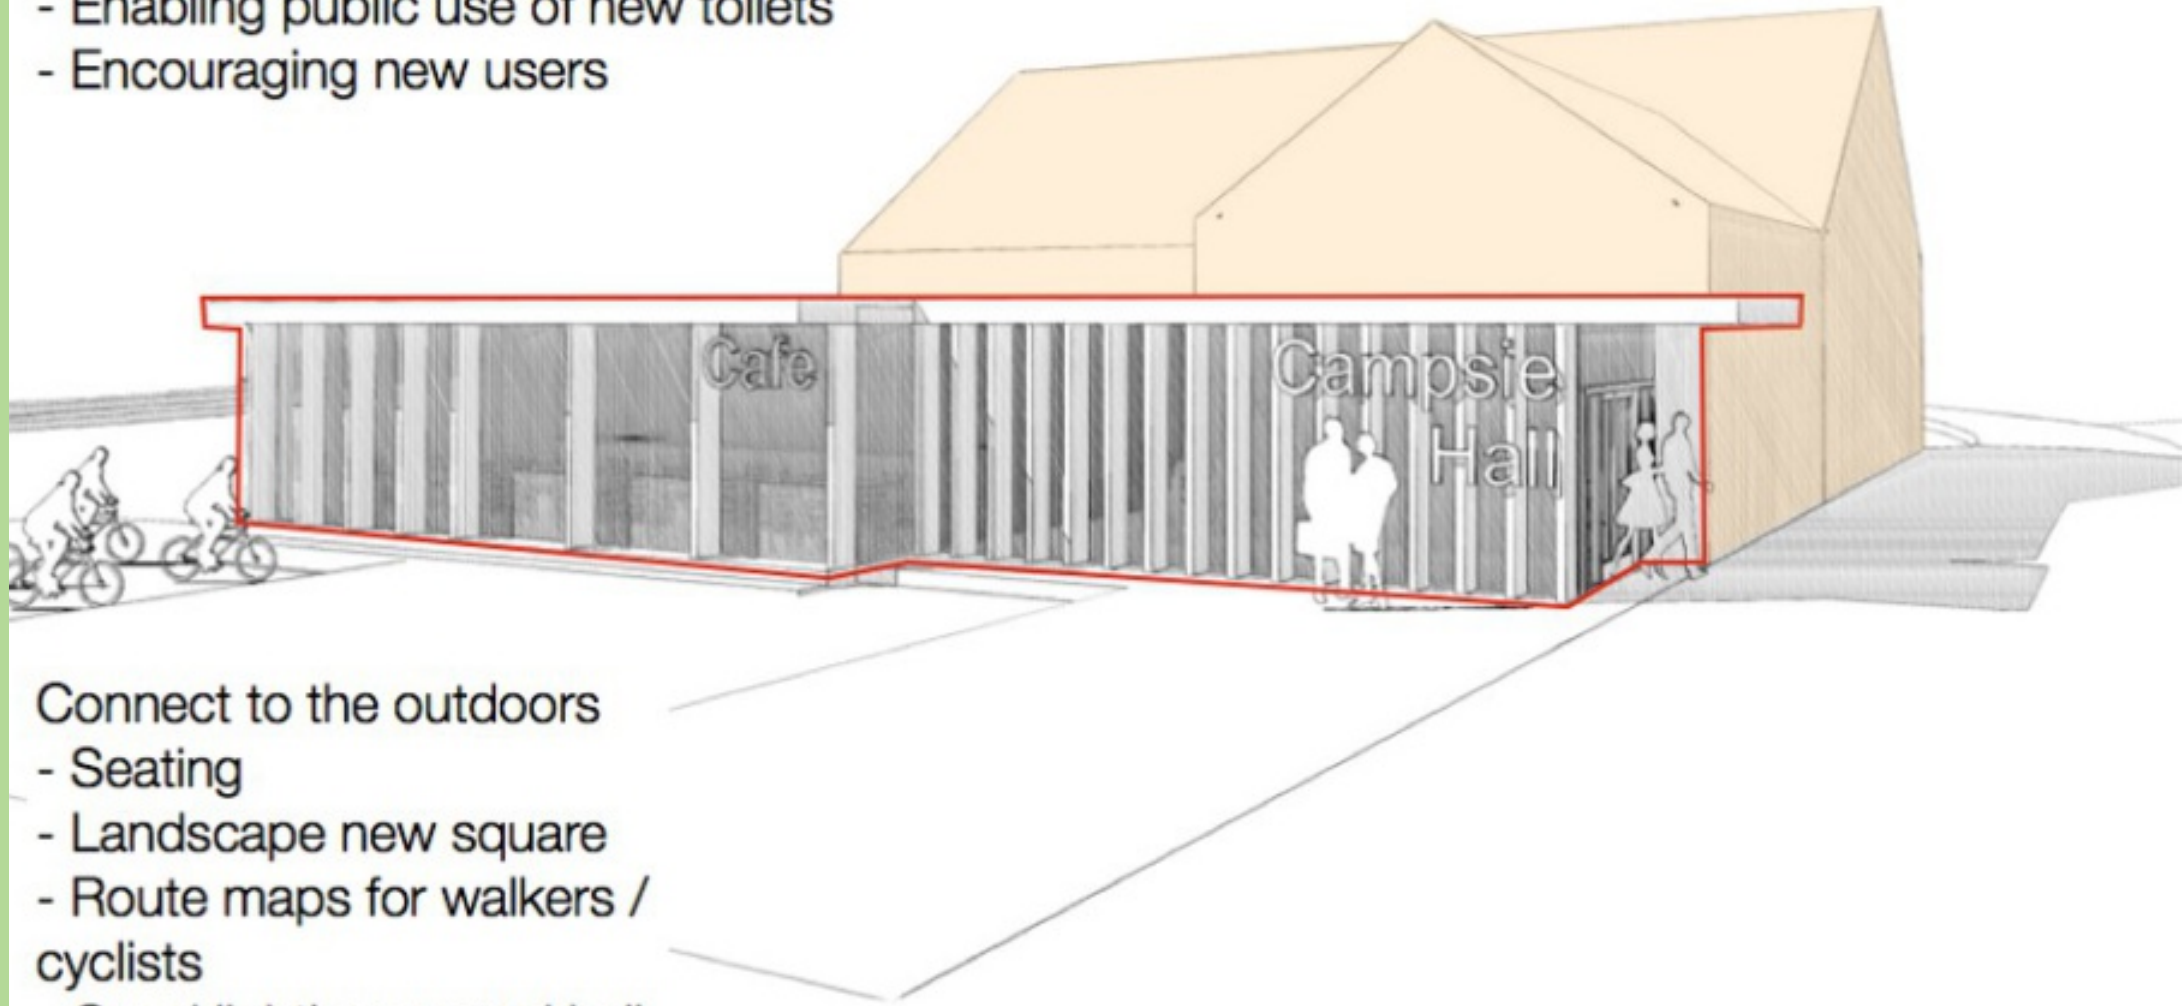 - Enabling public use of new toilets
- Encouraging new users
Cafe
Campsie
Hall
Connect to the outdoors
- Seating
- Landscape new square
- Route maps for walkers /
cyclists